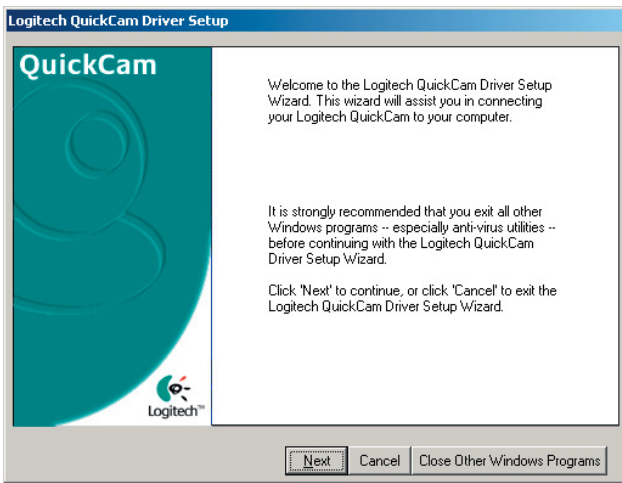 Logitech QuickCam Driver Setup
QuickCam
Welcome to the Logitech QuickCam Driver Setup
Wizard. This wizard will assist you in connecting
your Logitech QuickCam to your computer.
It is strongly recommended that you exit all other
Windows programs -- especially anti-virus utilities --
before continuing with the Logitech QuickCam
Driver Setup Wizard.
Click 'Next' to continue, or click 'Cancel' to exit the
Logitech QuickCam Driver Setup Wizard.
Logitech™
Next Cancel Close Other Windows Programs